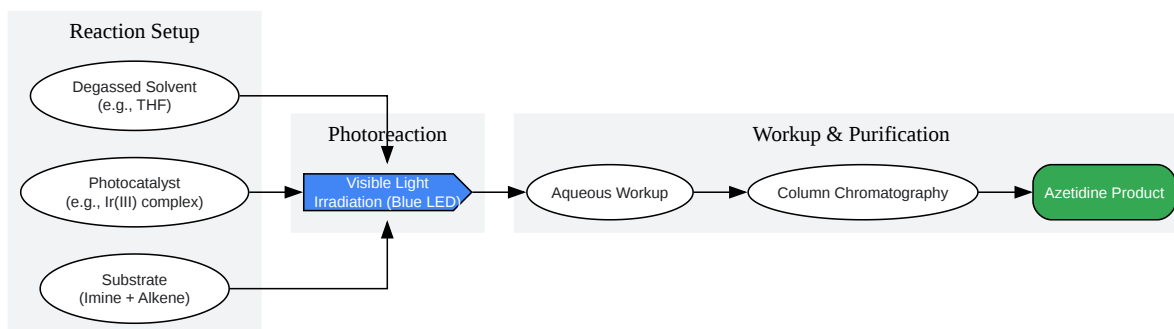 Reaction Setup
Degassed Solvent
(e.g., THF)
Photocatalyst
(e.g., Ir(III) complex)
Substrate
(Imine + Alkene)
Photoreaction
Visible Light
Irradiation (Blue LED)
Workup & Purification
Aqueous Workup
Column Chromatography
Azetidine Product